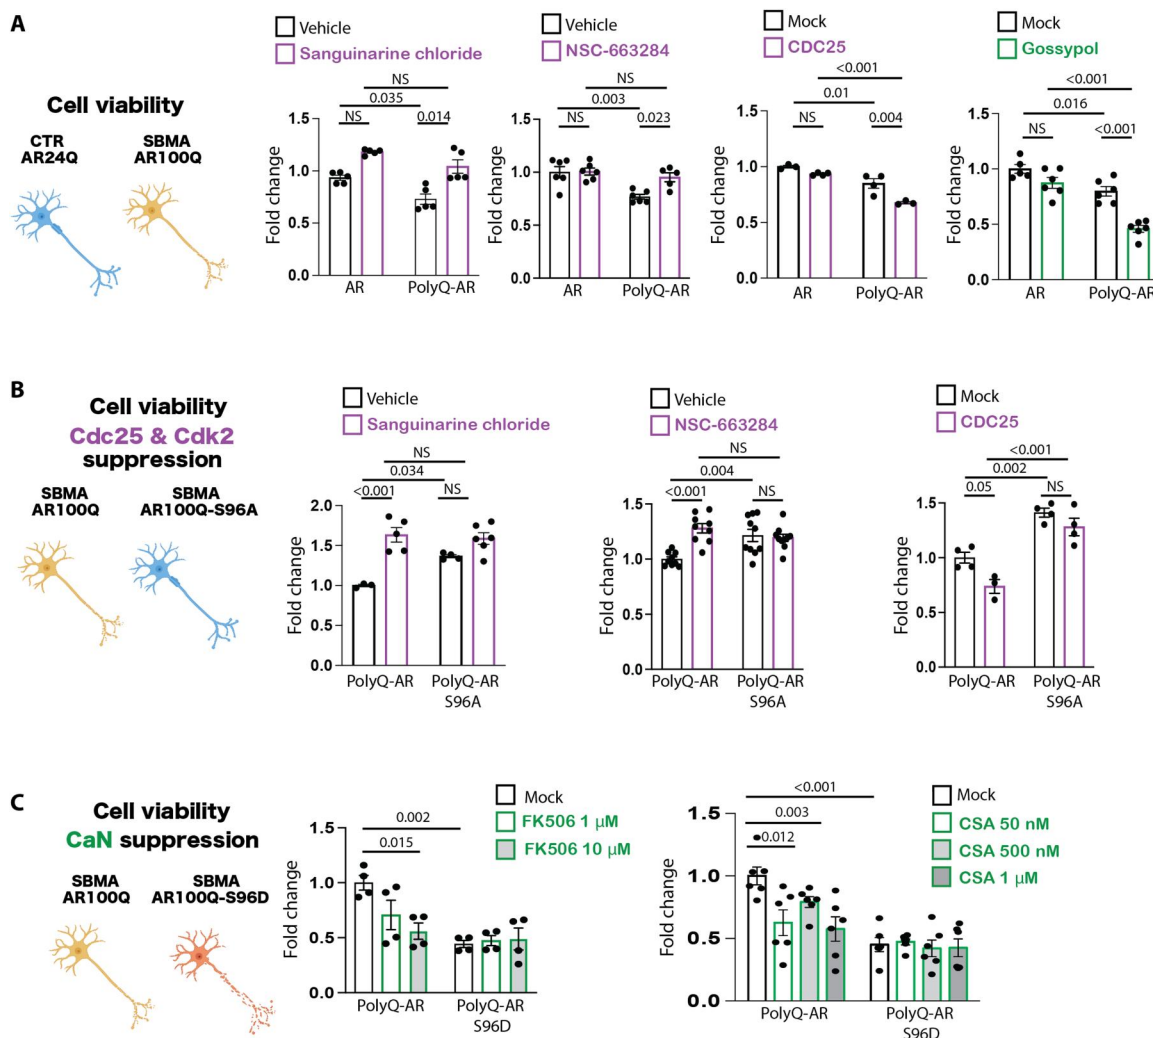 A
Cell viability
CTR
AR24Q
SBMA
AR100Q
Vehicle
Sanguinarine chloride
NS
0.035
NS
0.014
Fold change
1.5
1.0
0.5
0.0
AR
PolyQ-AR
Vehicle
NSC-663284
NS
0.003
NS
0.023
Fold change
1.5
1.0
0.5
0.0
AR
PolyQ-AR
Mock
CDC25
<0.001
0.01
NS
0.004
Fold change
1.5
1.0
0.5
0.0
AR
PolyQ-AR
Mock
Gossypol
<0.001
0.016
NS
<0.001
Fold change
1.5
1.0
0.5
0.0
AR
PolyQ-AR
B
Cell viability
Cdc25 & Cdk2
suppression
SBMA
AR100Q
SBMA
AR100Q-S96A
Vehicle
Sanguinarine chloride
NS
0.034
<0.001
NS
Fold change
2.0
1.5
1.0
0.5
0.0
PolyQ-AR
PolyQ-AR
S96A
Vehicle
NSC-663284
NS
0.004
<0.001
NS
Fold change
1.5
1.0
0.5
0.0
PolyQ-AR
PolyQ-AR
S96A
Mock
CDC25
<0.001
0.002
0.05
NS
Fold change
1.5
1.0
0.5
0.0
PolyQ-AR
PolyQ-AR
S96A
C
Cell viability
CaN suppression
SBMA
AR100Q
SBMA
AR100Q-S96D
Mock
FK506 1 μM
FK506 10 μM
0.002
0.015
Fold change
1.5
1.0
0.5
0.0
PolyQ-AR
PolyQ-AR
S96D
Mock
CSA 50 nM
CSA 500 nM
CSA 1 μM
<0.001
0.003
0.012
Fold change
1.5
1.0
0.5
0.0
PolyQ-AR
PolyQ-AR
S96D